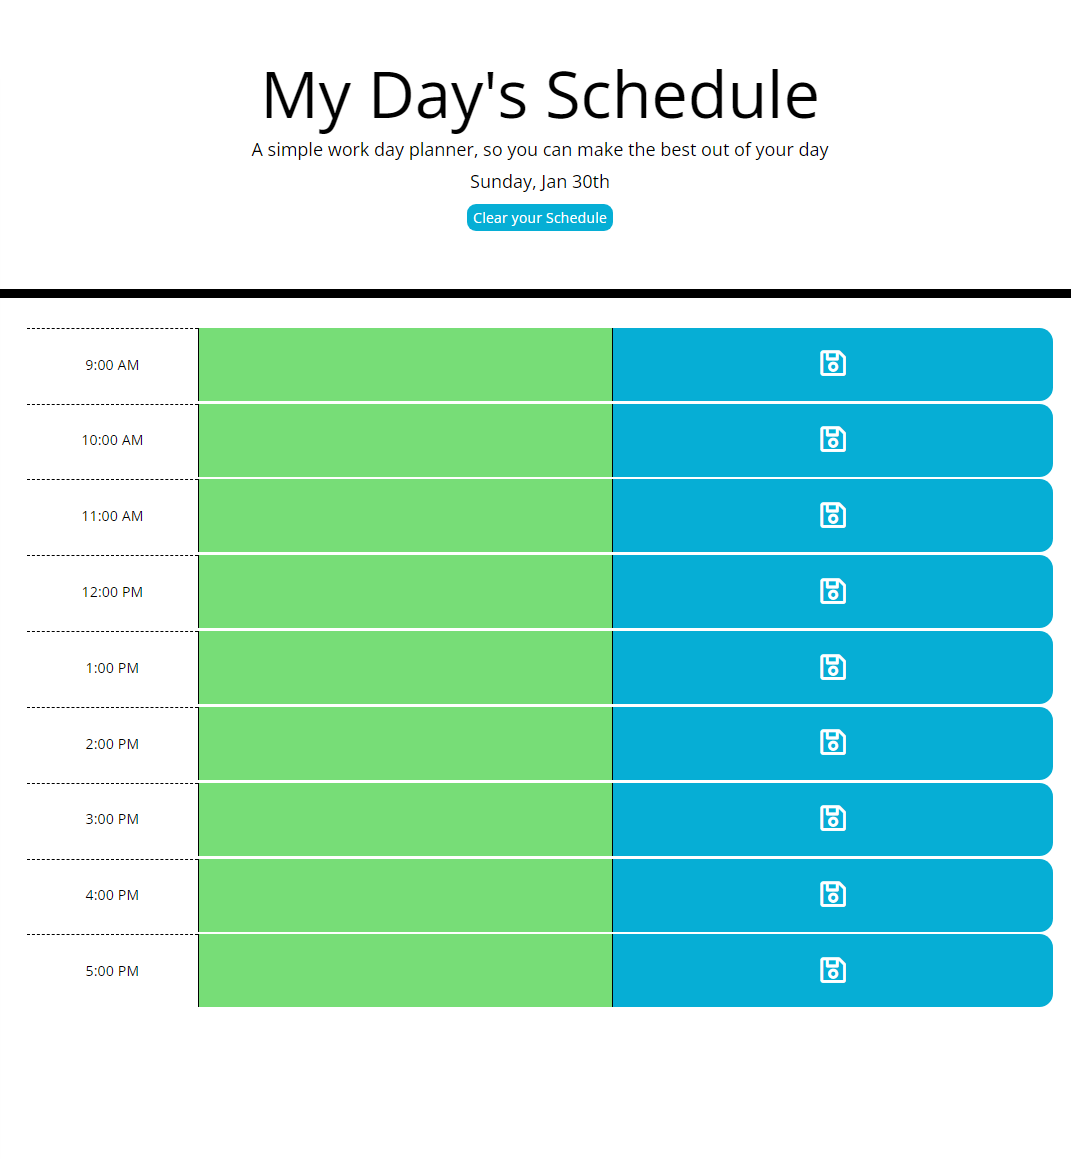 My Day's Schedule
A simple work day planner, so you can make the best out of your day
Sunday, Jan 30th
Clear your Schedule
9:00 AM
10:00 AM
11:00 AM
12:00 PM
1:00 PM
2:00 PM
3:00 PM
4:00 PM
5:00 PM